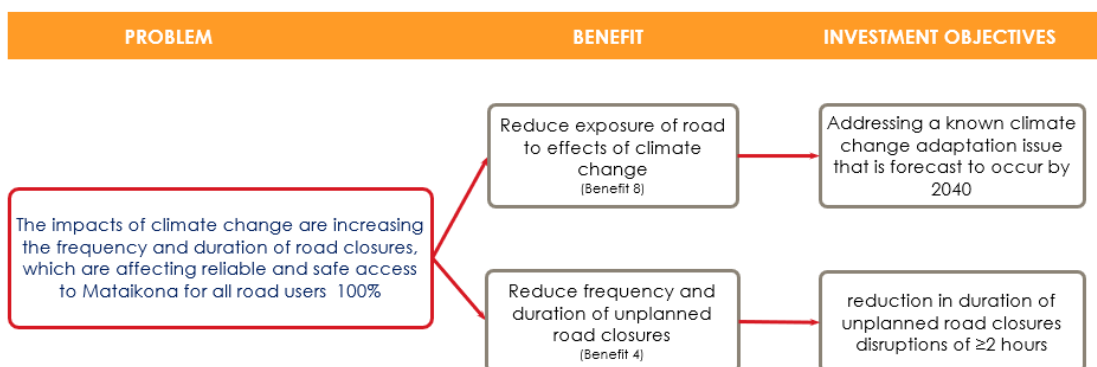 PROBLEM
BENEFIT
INVESTMENT OBJECTIVES
The impacts of climate change are increasing
the frequency and duration of road closures,
which are affecting reliable and safe access
to Mataikona for all road users 100%
Reduce exposure of road
to effects of climate
change
(Benefit 8)
Addressing a known climate
change adaptation issue
that is forecast to occur by
2040
Reduce frequency and
duration of unplanned
road closures
(Benefit 4)
reduction in duration of
unplanned road closures
disruptions of ≥2 hours